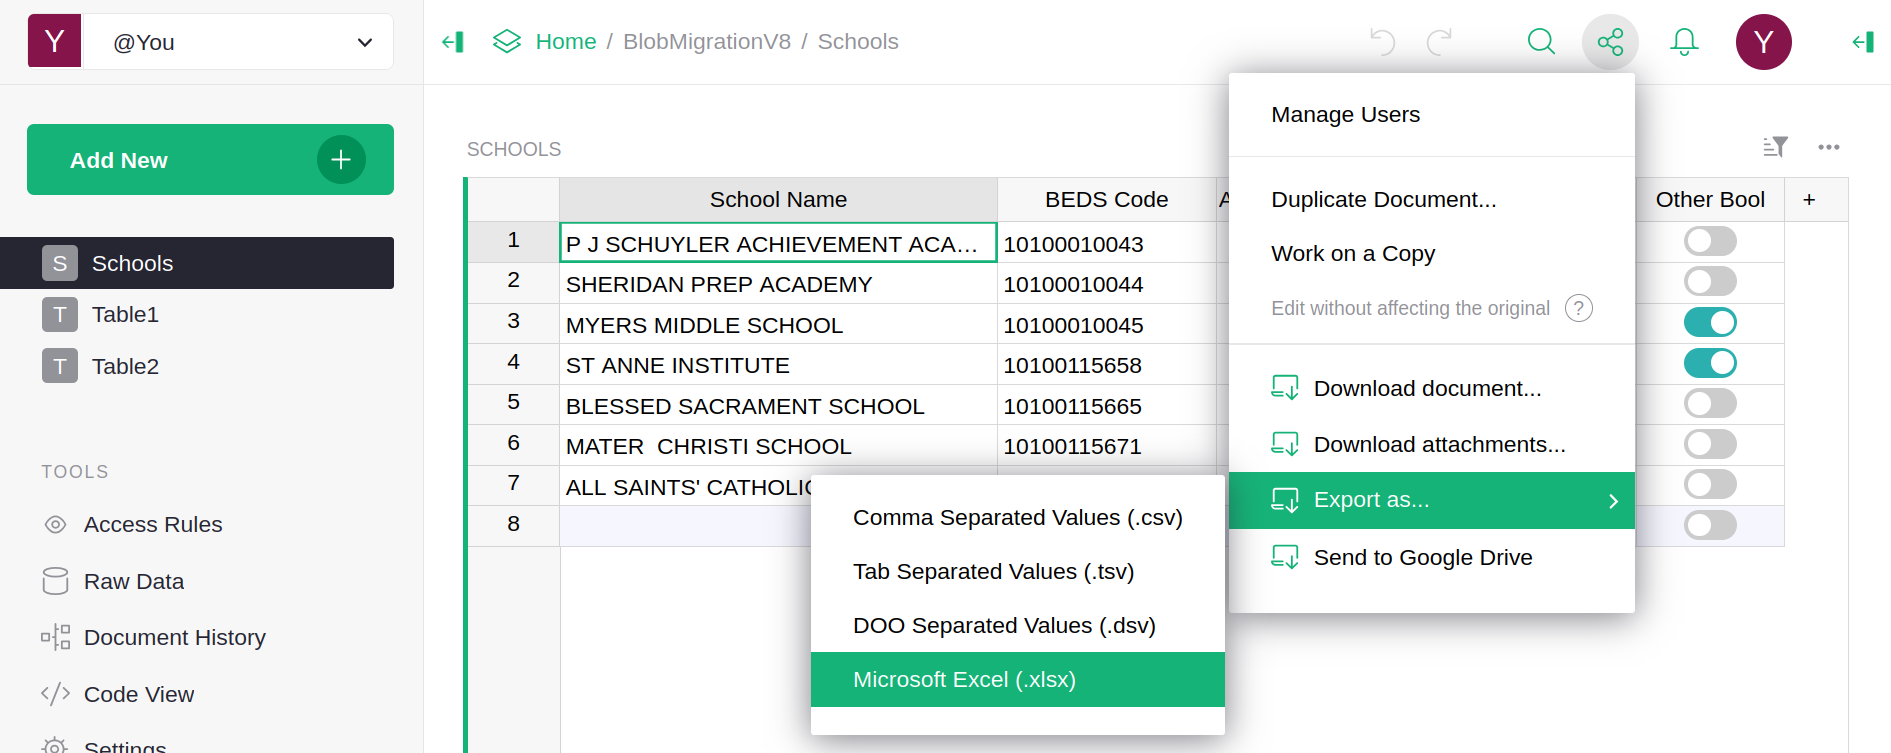 Y @You
Home / BlobMigrationV8 / Schools
Y
Add New +
S Schools
T Table1
T Table2
TOOLS
Access Rules
Raw Data
Document History
Code View
Settings
SCHOOLS
School Name BEDS Code A Other Bool +
1 P J SCHUYLER ACHIEVEMENT ACA… 10100010043
2 SHERIDAN PREP ACADEMY 10100010044
3 MYERS MIDDLE SCHOOL 10100010045
4 ST ANNE INSTITUTE 10100115658
5 BLESSED SACRAMENT SCHOOL 10100115665
6 MATER  CHRISTI SCHOOL 10100115671
7 ALL SAINTS' CATHOLIC
8
Manage Users
Duplicate Document...
Work on a Copy
Edit without affecting the original ?
Download document...
Download attachments...
Export as...
Send to Google Drive
Comma Separated Values (.csv)
Tab Separated Values (.tsv)
DOO Separated Values (.dsv)
Microsoft Excel (.xlsx)